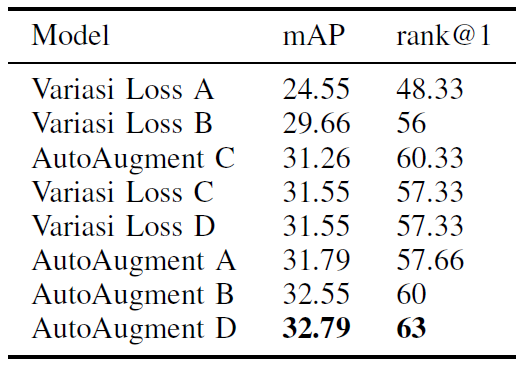 Model mAP rank@1
Variasi Loss A 24.55 48.33
Variasi Loss B 29.66 56
AutoAugment C 31.26 60.33
Variasi Loss C 31.55 57.33
Variasi Loss D 31.55 57.33
AutoAugment A 31.79 57.66
AutoAugment B 32.55 60
AutoAugment D 32.79 63